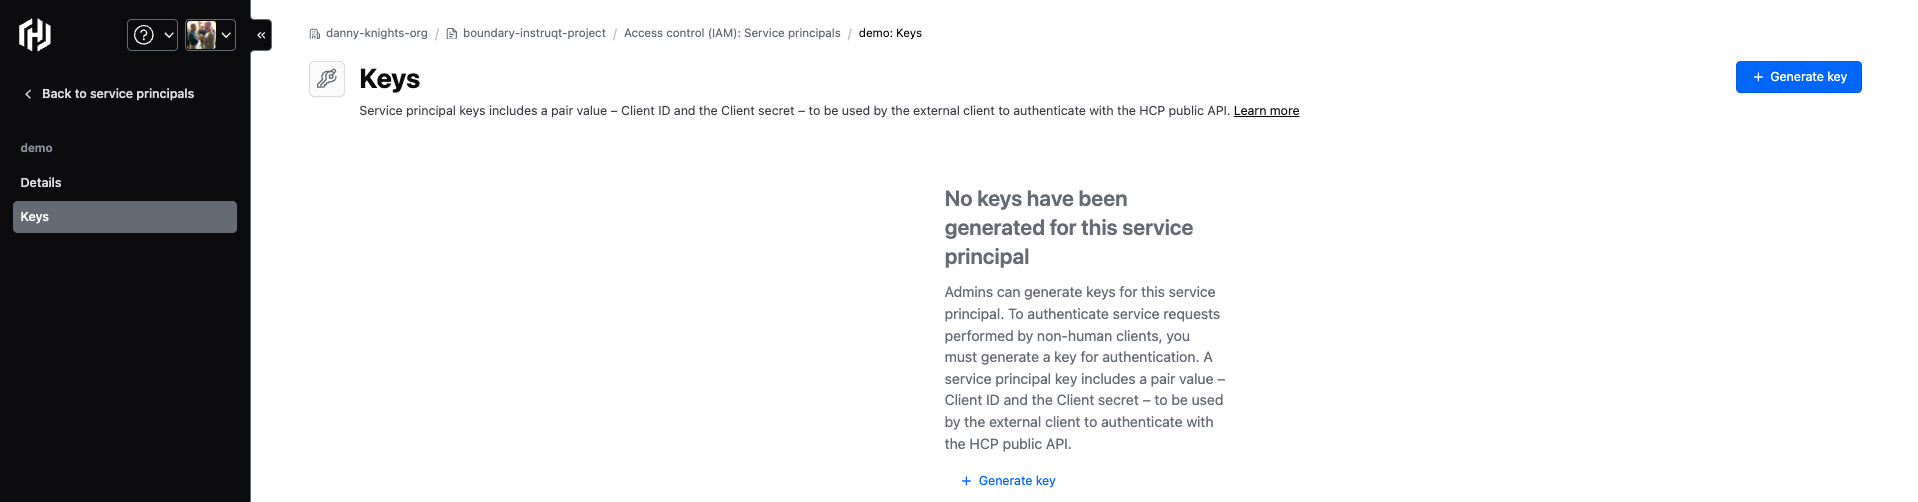 danny-knights-org / boundary-instruqt-project / Access control (IAM): Service principals / demo: Keys
Back to service principals
demo
Details
Keys
Keys
+ Generate key
Service principal keys includes a pair value – Client ID and the Client secret – to be used by the external client to authenticate with the HCP public API. Learn more
No keys have been
generated for this service
principal
Admins can generate keys for this service
principal. To authenticate service requests
performed by non-human clients, you
must generate a key for authentication. A
service principal key includes a pair value –
Client ID and the Client secret – to be used
by the external client to authenticate with
the HCP public API.
+ Generate key